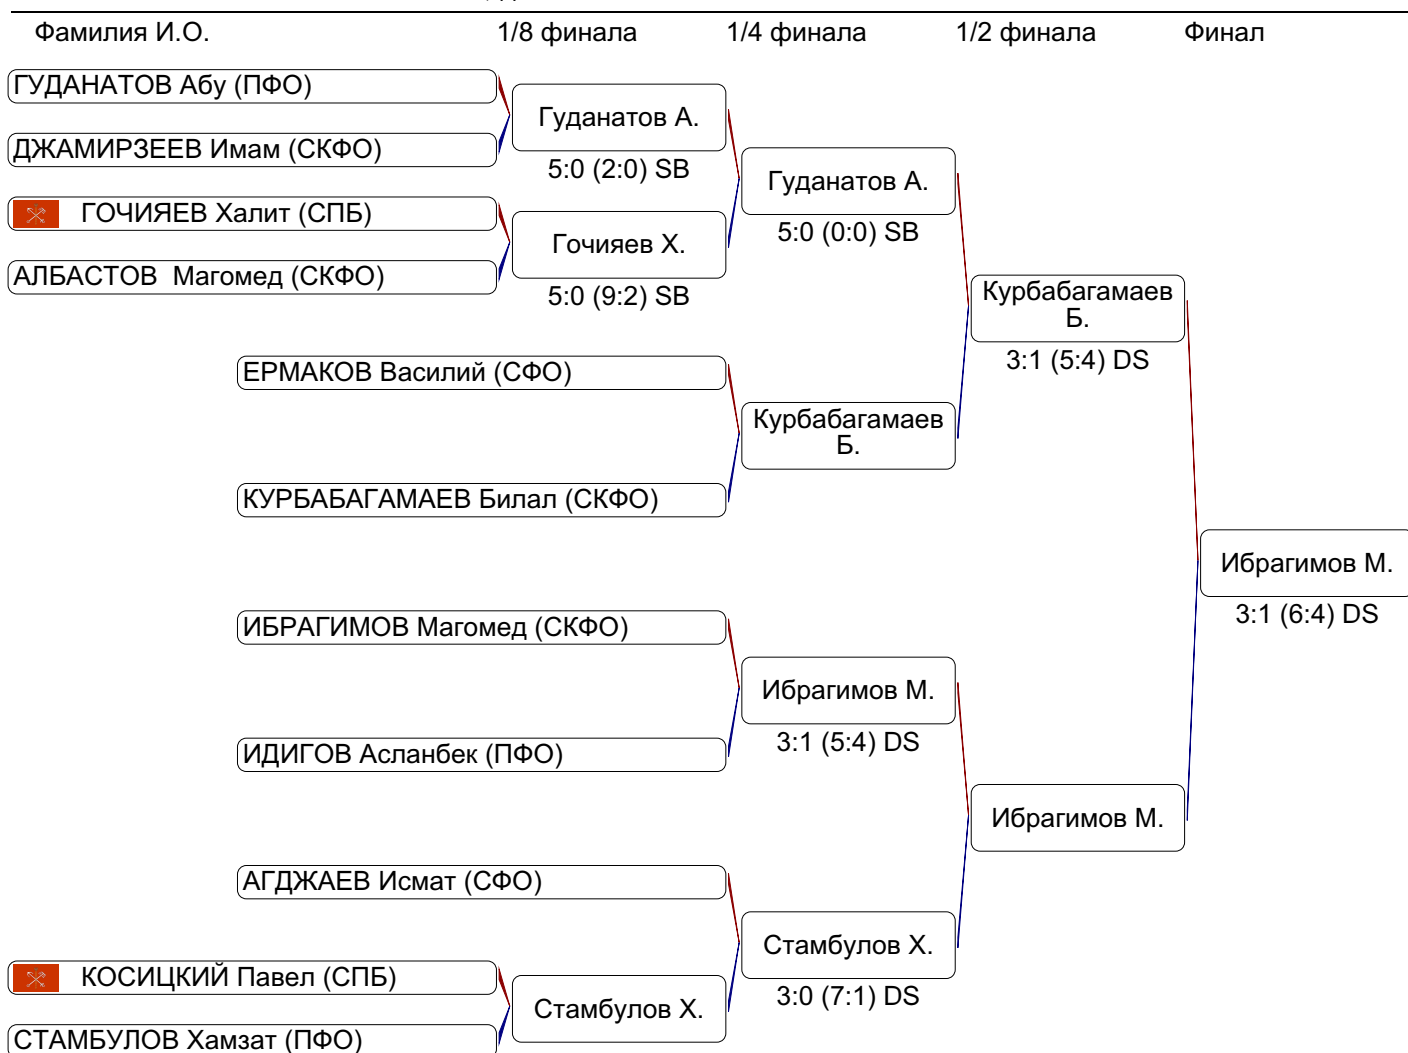 Фамилия И.О. 1/8 финала 1/4 финала 1/2 финала Финал
ГУДАНАТОВ Абу (ПФО)
Гуданатов А.
ДЖАМИРЗЕЕВ Имам (СКФО)
5:0 (2:0) SB
Гуданатов А.
ГОЧИЯЕВ Халит (СПБ)
5:0 (0:0) SB
Гочияев Х.
АЛБАСТОВ Магомед (СКФО)
5:0 (9:2) SB
Курбабагамаев
Б.
3:1 (5:4) DS
ЕРМАКОВ Василий (СФО)
Курбабагамаев
Б.
КУРБАБАГАМАЕВ Билал (СКФО)
Ибрагимов М.
3:1 (6:4) DS
ИБРАГИМОВ Магомед (СКФО)
Ибрагимов М.
3:1 (5:4) DS
ИДИГОВ Асланбек (ПФО)
Ибрагимов М.
АГДЖАЕВ Исмат (СФО)
Стамбулов Х.
КОСИЦКИЙ Павел (СПБ)
3:0 (7:1) DS
Стамбулов Х.
СТАМБУЛОВ Хамзат (ПФО)